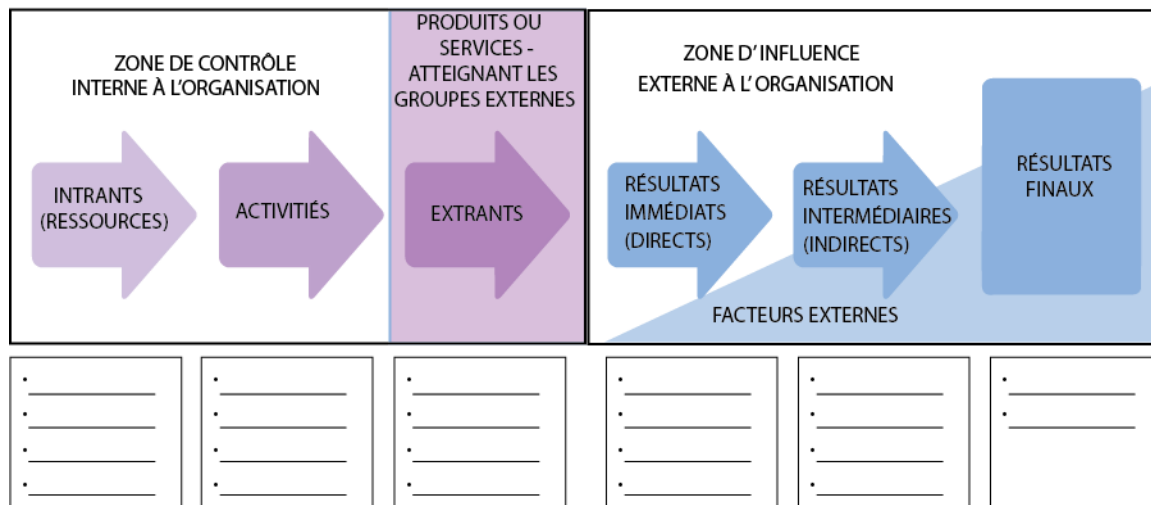 ZONE DE CONTRÔLE
INTERNE À L'ORGANISATION
PRODUITS OU
SERVICES -
ATTEIGNANT LES
GROUPES EXTERNES
ZONE D'INFLUENCE
EXTERNE À L'ORGANISATION
INTRANTS
(RESSOURCES)
ACTIVITIÉS
EXTRANTS
RÉSULTATS
IMMÉDIATS
(DIRECTS)
RÉSULTATS
INTERMÉDIAIRES
(INDIRECTS)
RÉSULTATS
FINAUX
FACTEURS EXTERNES